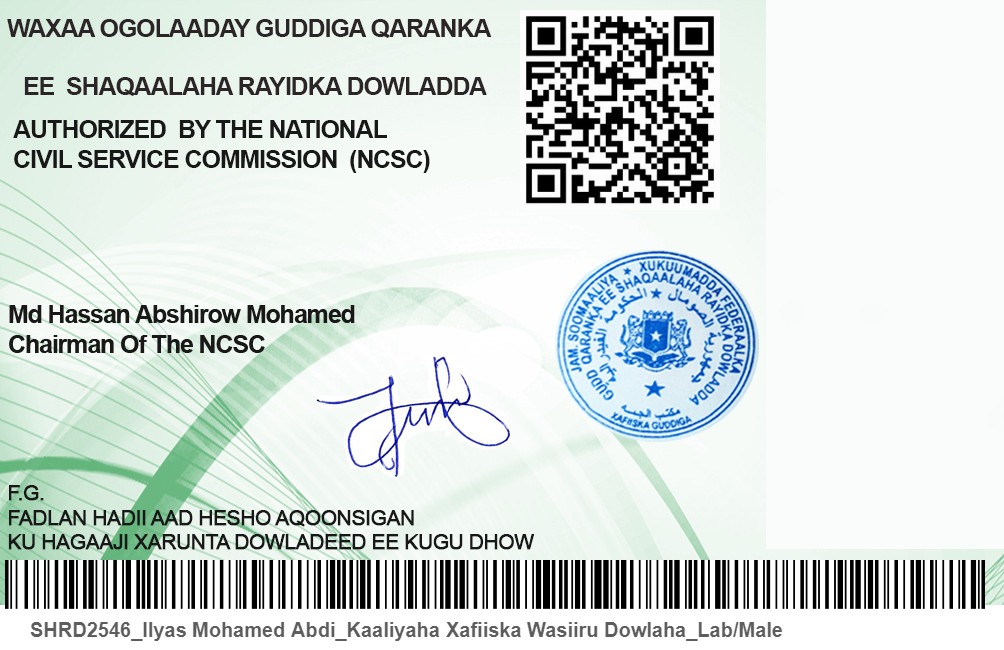 WAXAA OGOLAADAY GUDDIGA QARANKA
EE SHAQAALAHA RAYIDKA DOWLADDA
AUTHORIZED BY THE NATIONAL
CIVIL SERVICE COMMISSION (NCSC)
JAM. SOOMAALIYA ★ XUKUUMADDA FEDERAALKA
GUDD QARANKA EE SHAQAALAHA RAYIDKA DOWLADDA
مكتب
XAFIISKA GUDDIGA
Md Hassan Abshirow Mohamed
Chairman Of The NCSC
F.G.
FADLAN HADII AAD HESHO AQOONSIGAN
KU HAGAAJI XARUNTA DOWLADEED EE KUGU DHOW
SHRD2546_Ilyas Mohamed Abdi_Kaaliyaha Xafiiska Wasiiru Dowlaha_Lab/Male